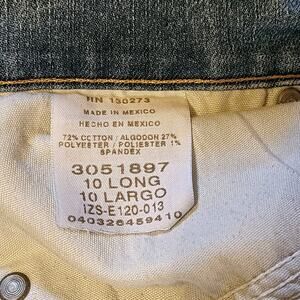 RN 130273
MADE IN MEXICO
HECHO EN MEXICO
72% COTTON / ALGODON 27%
POLYESTER / POLIESTER 1%
SPANDEX
3051897
10 LONG
10 LARGO
IZS-E120-013
040326459410